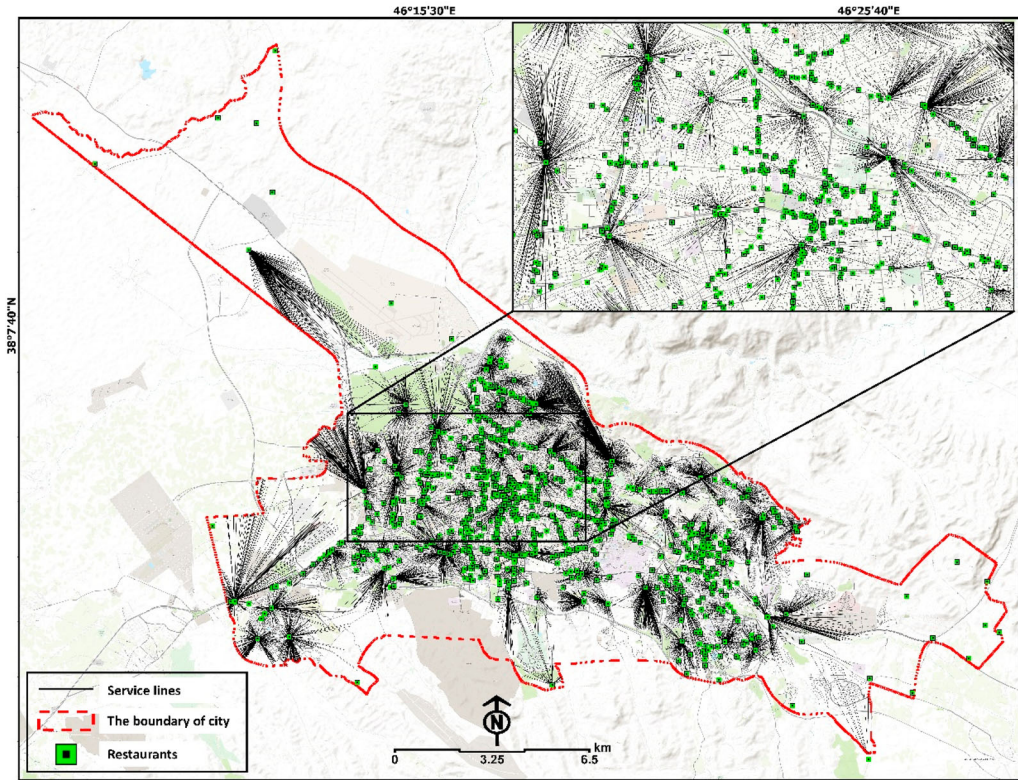 46°15'30"E
46°25'40"E
38°7'40"N
Service lines
The boundary of city
Restaurants
N
km
0
3.25
6.5